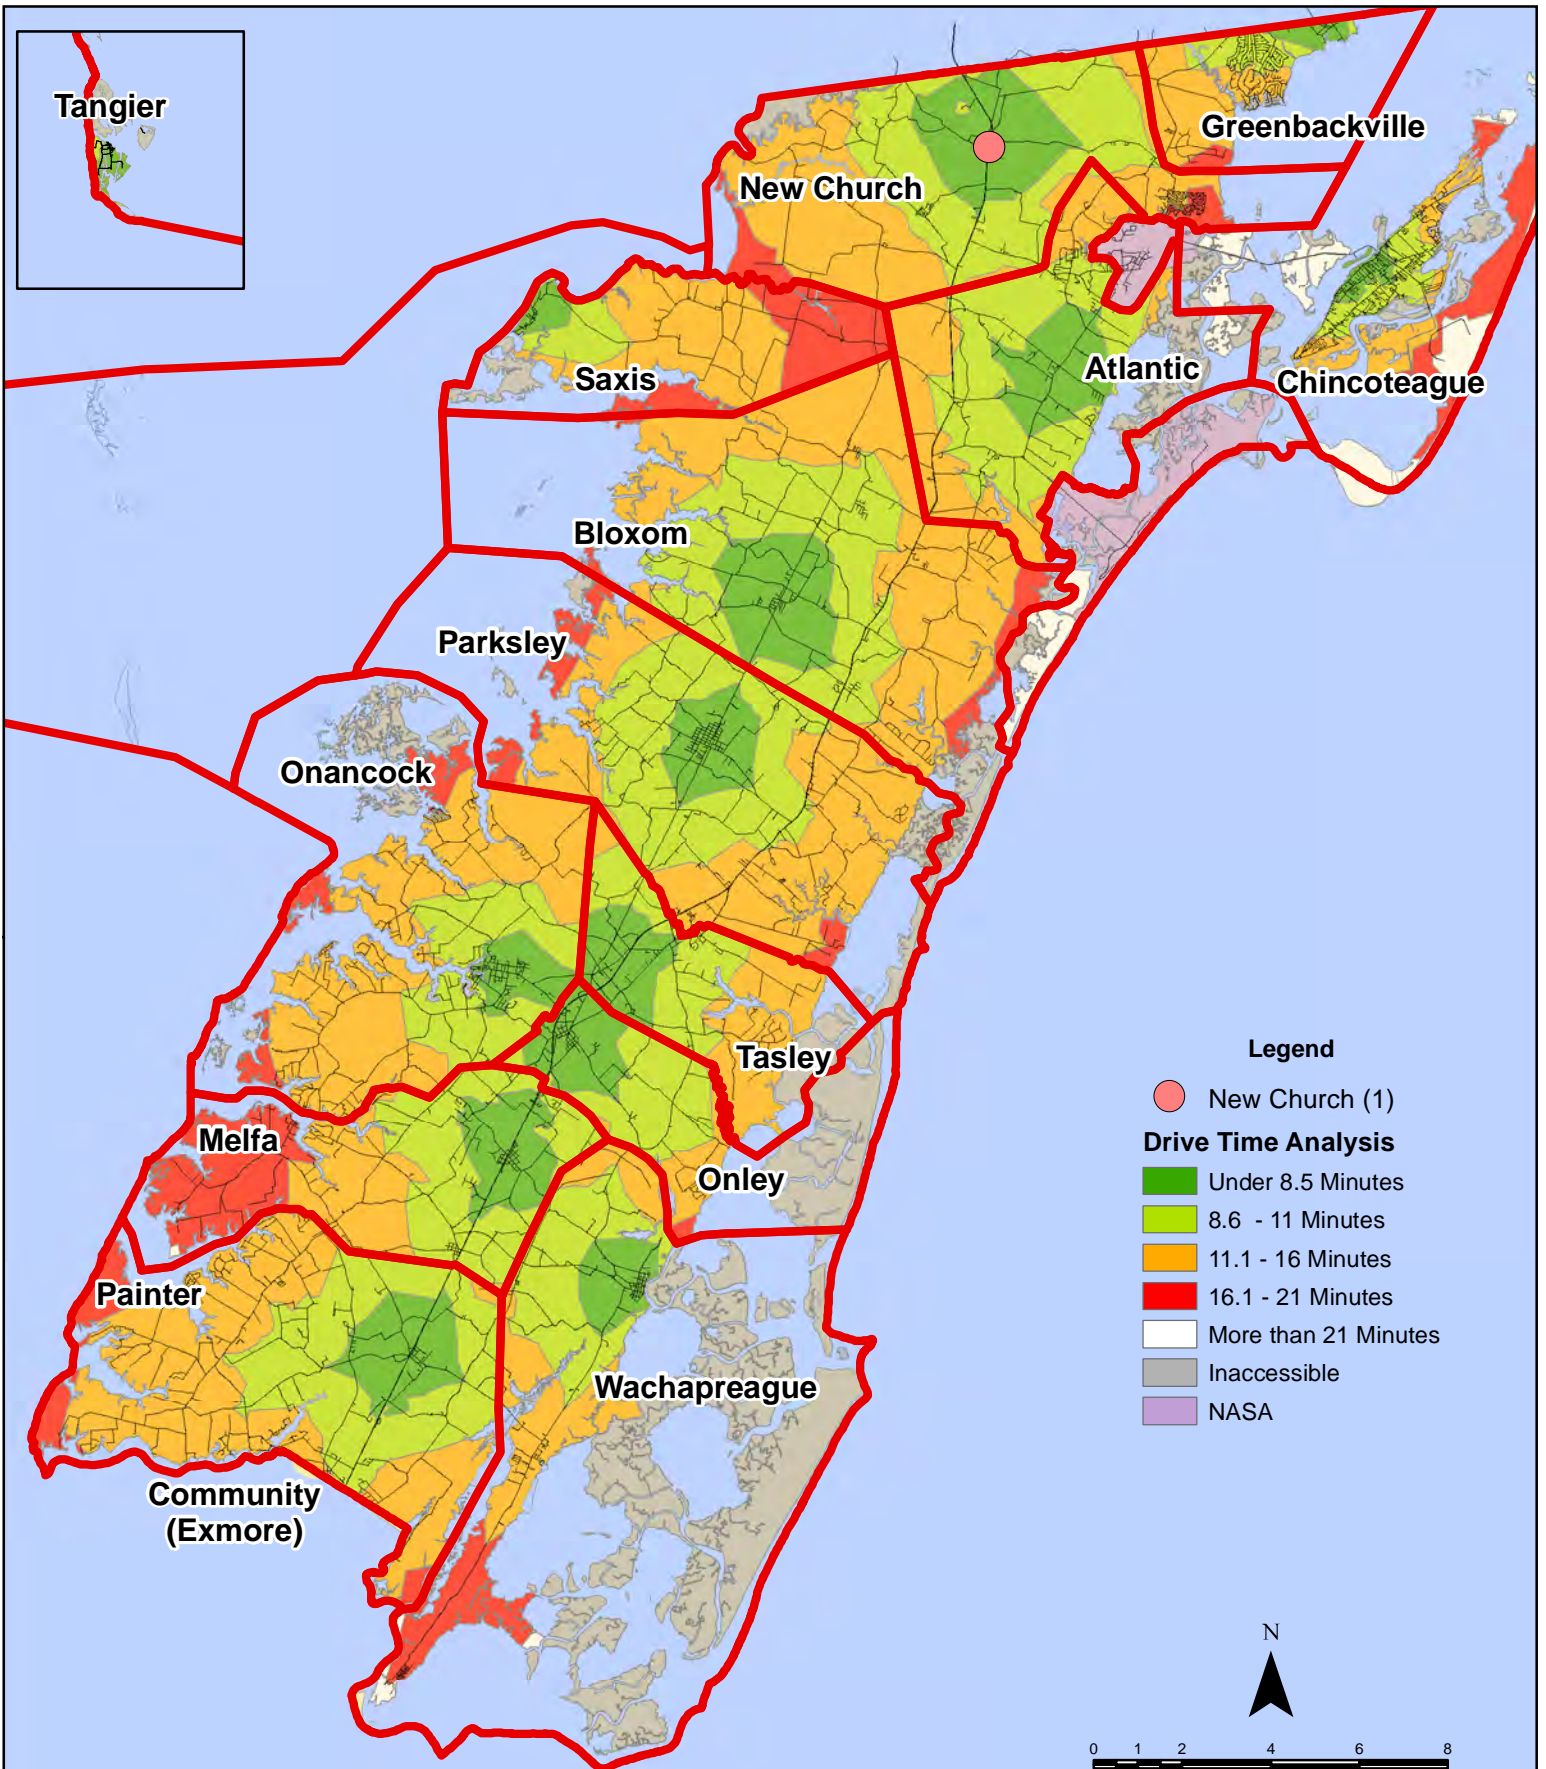 Tangier
Greenbackville
New Church
Atlantic
Saxis
Chincoteague
Bloxom
Parksley
Onancock
Tasley
Melfa
Onley
Painter
Wachapreague
Community
(Exmore)
Legend
New Church (1)
Drive Time Analysis
Under 8.5 Minutes
8.6 - 11 Minutes
11.1 - 16 Minutes
16.1 - 21 Minutes
More than 21 Minutes
Inaccessible
NASA
N
0 1 2 4 6 8